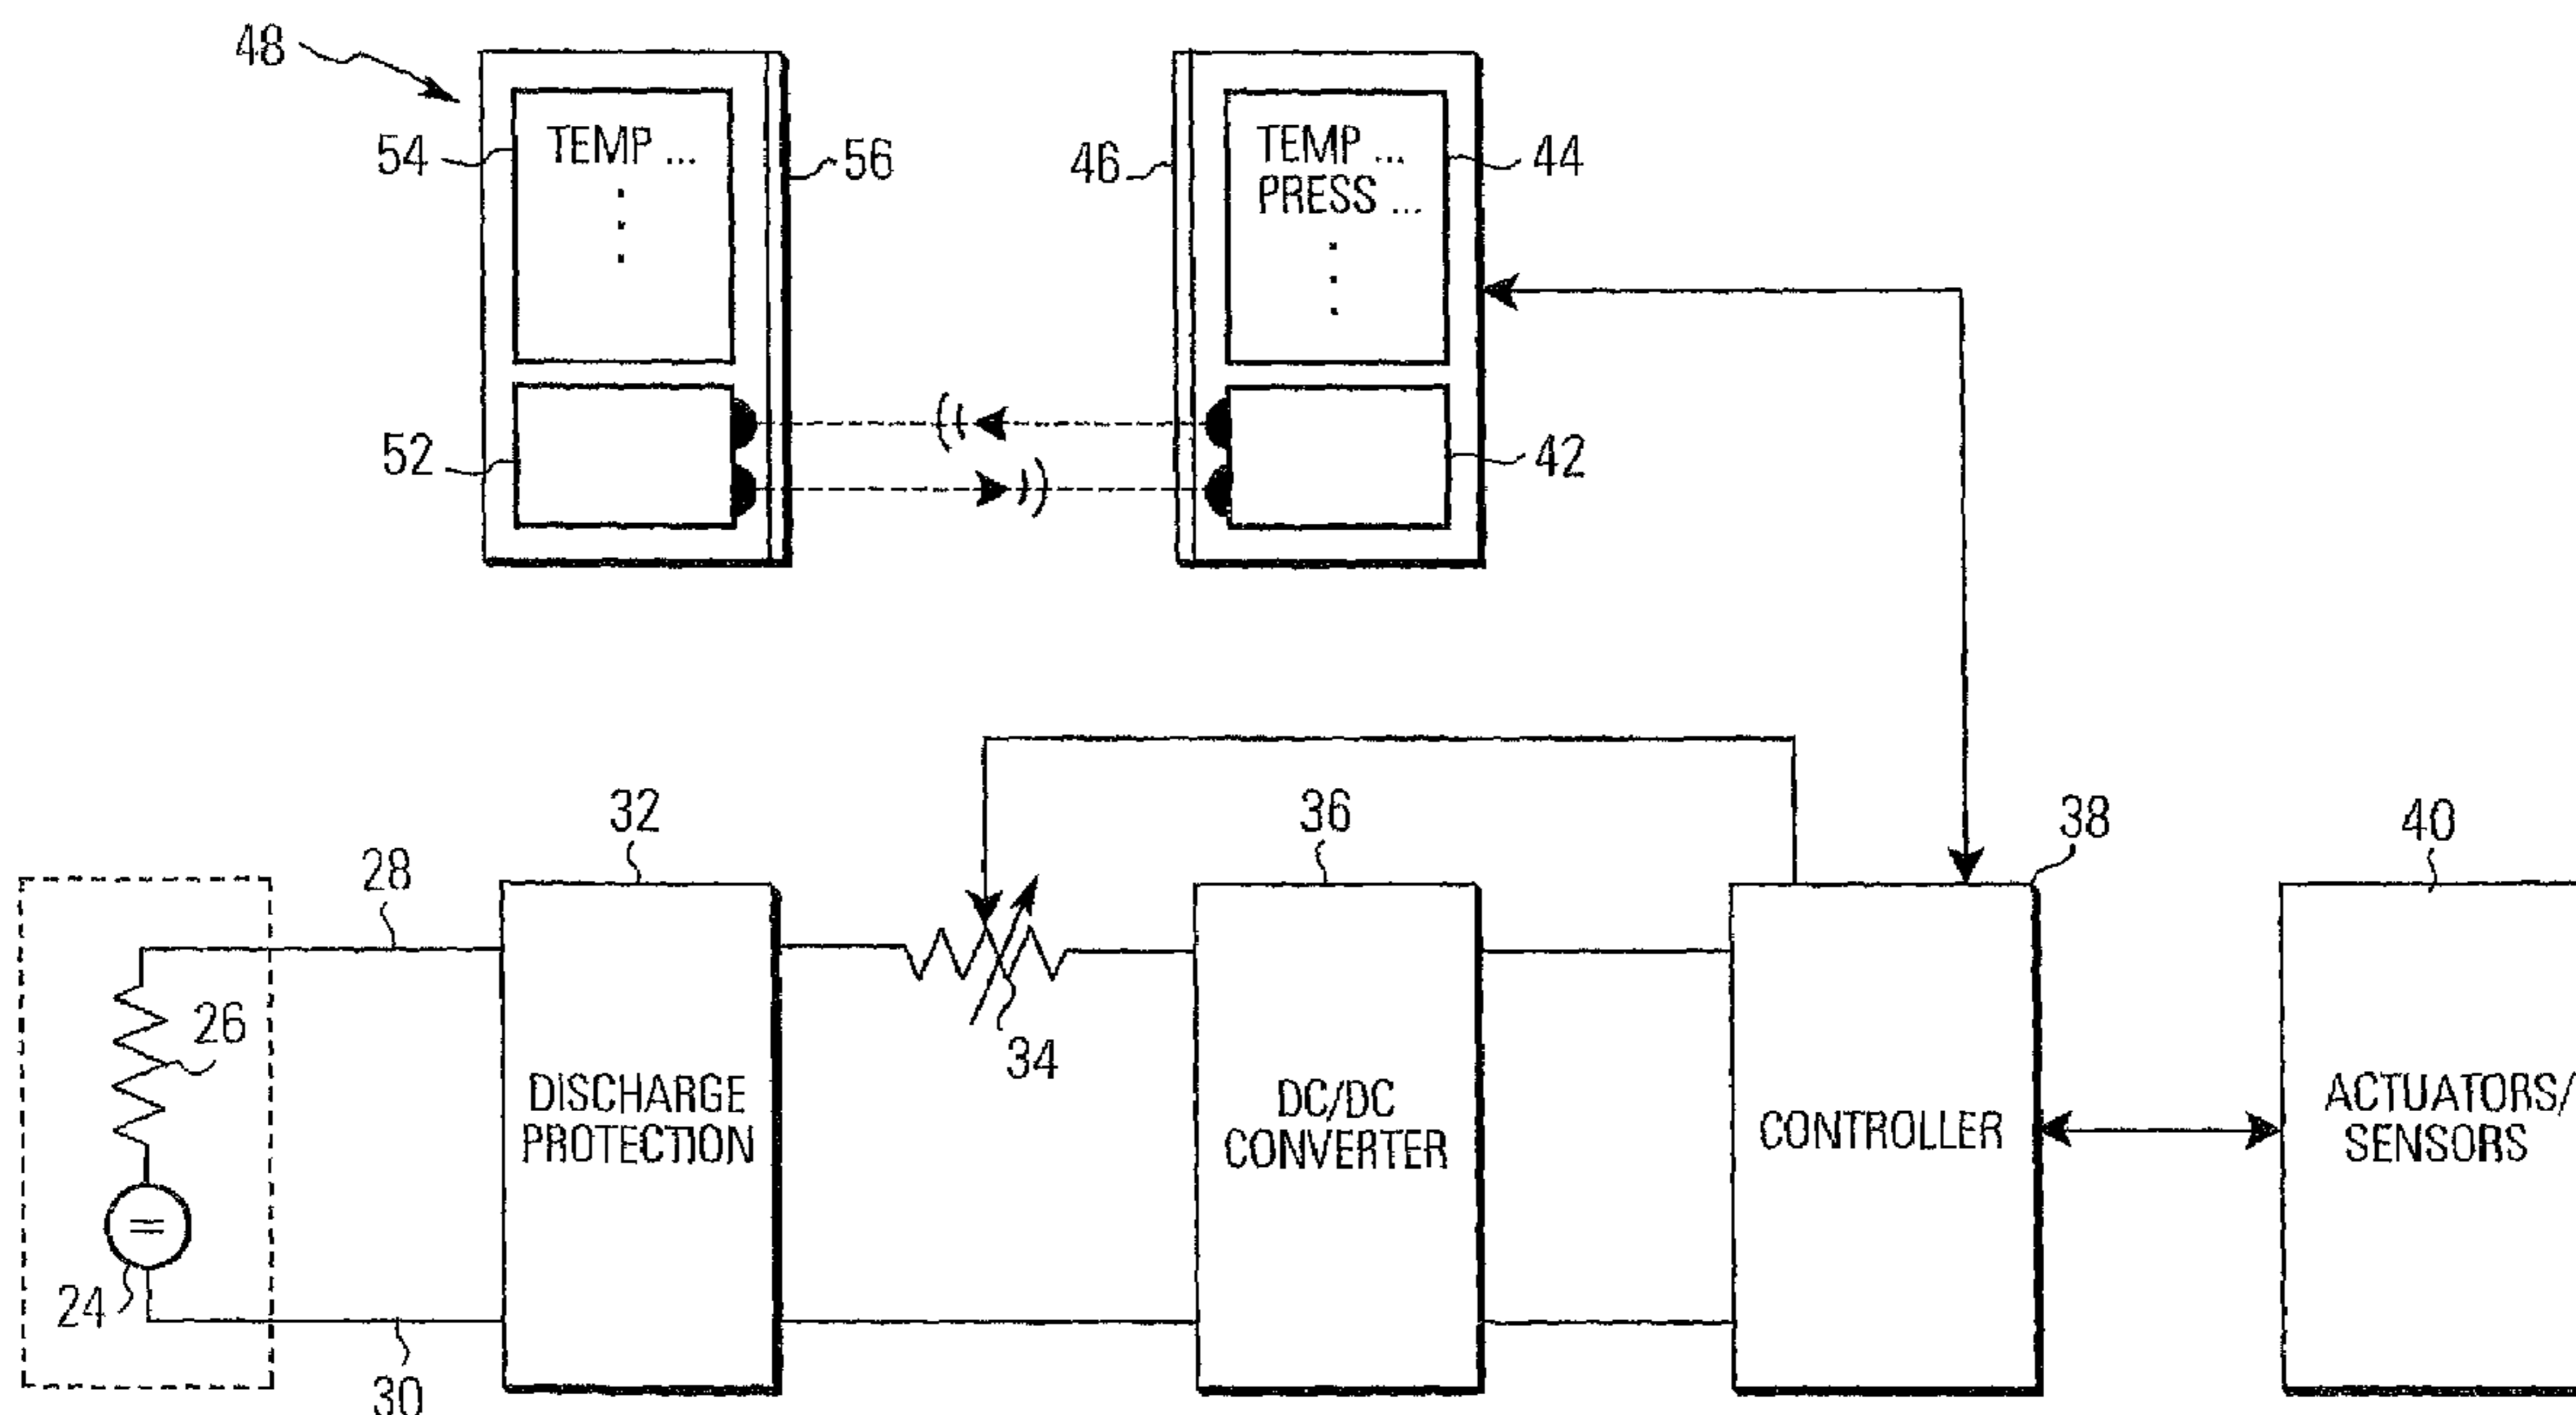 48
54
TEMP ...
56
46
TEMP ...
PRESS ...
44
52
42
32
28
36
38
40
26
34
24
30
DISCHARGE
PROTECTION
DC/DC
CONVERTER
CONTROLLER
ACTUATORS/
SENSORS